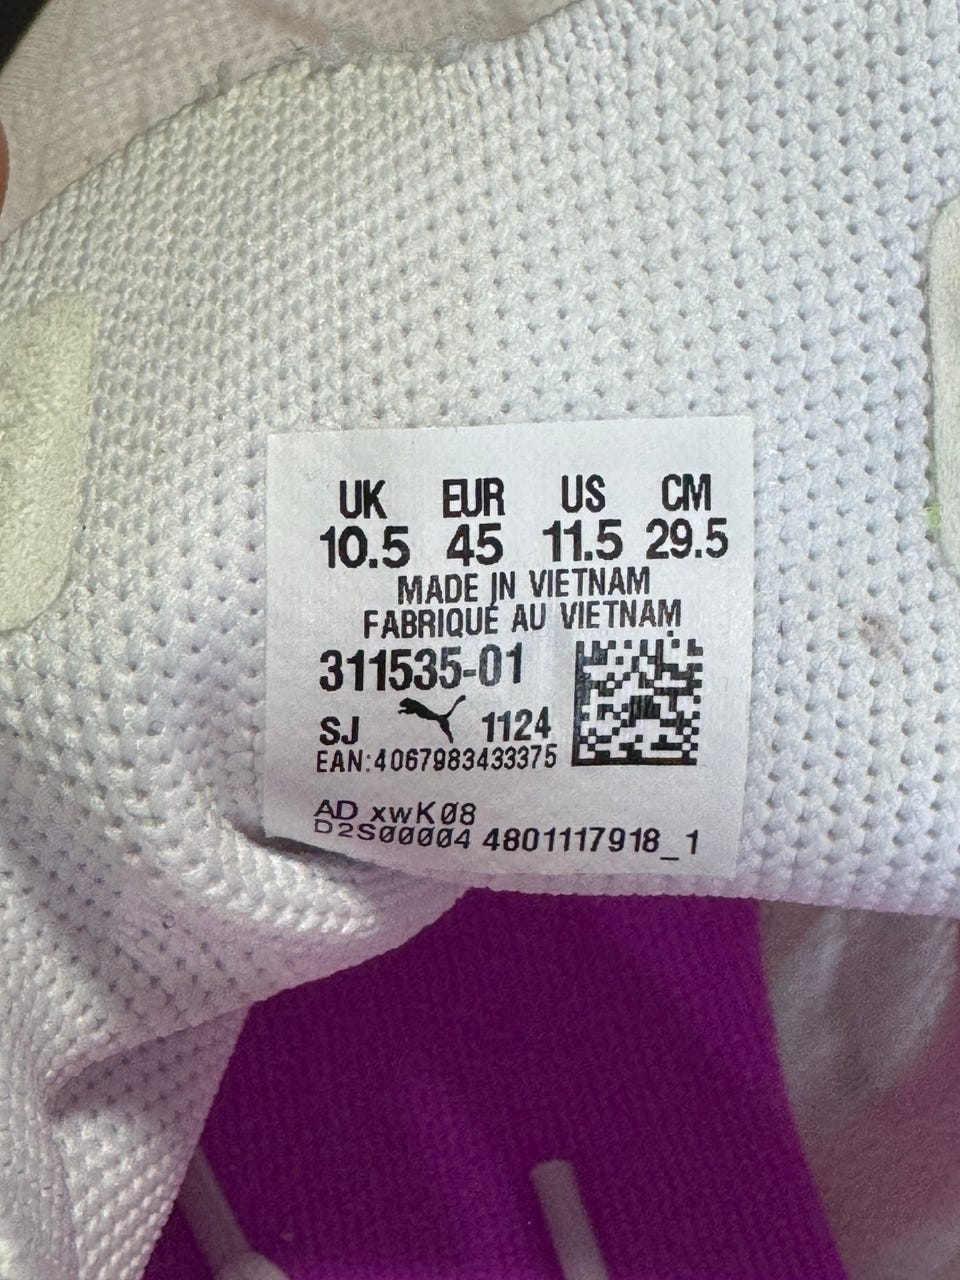 UK EUR US CM
10.5 45 11.5 29.5
MADE IN VIETNAM
FABRIQUÉ AU VIETNAM
311535-01
SJ 1124
EAN:4067983433375
AD xwK08
D2S00004 4801117918_1